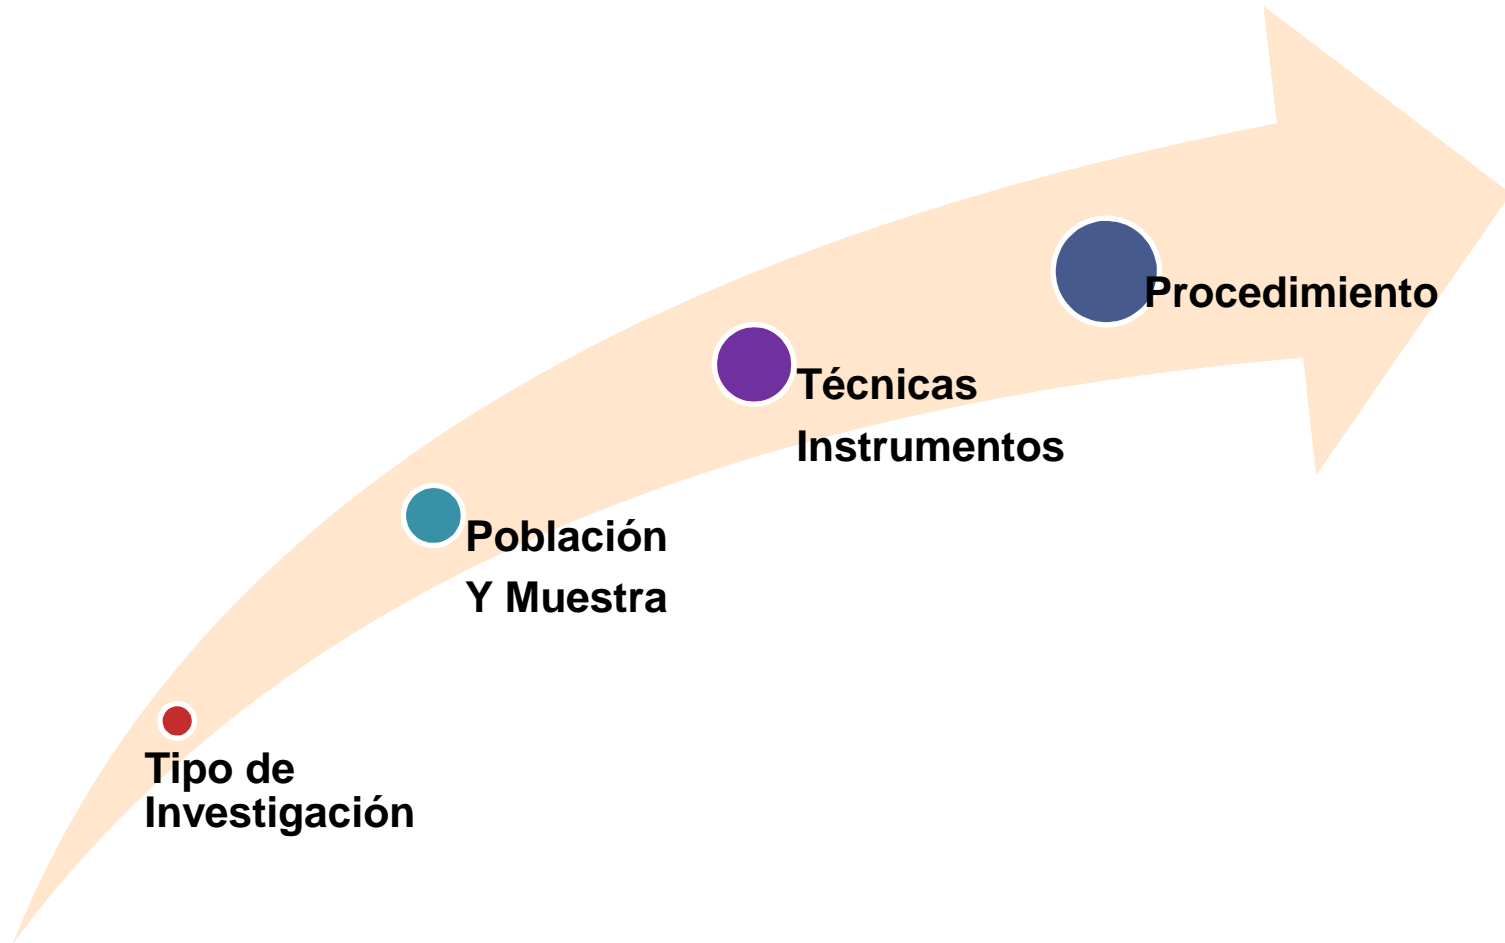 Tipo de
Investigación
Población
Y Muestra
Técnicas
Instrumentos
Procedimiento